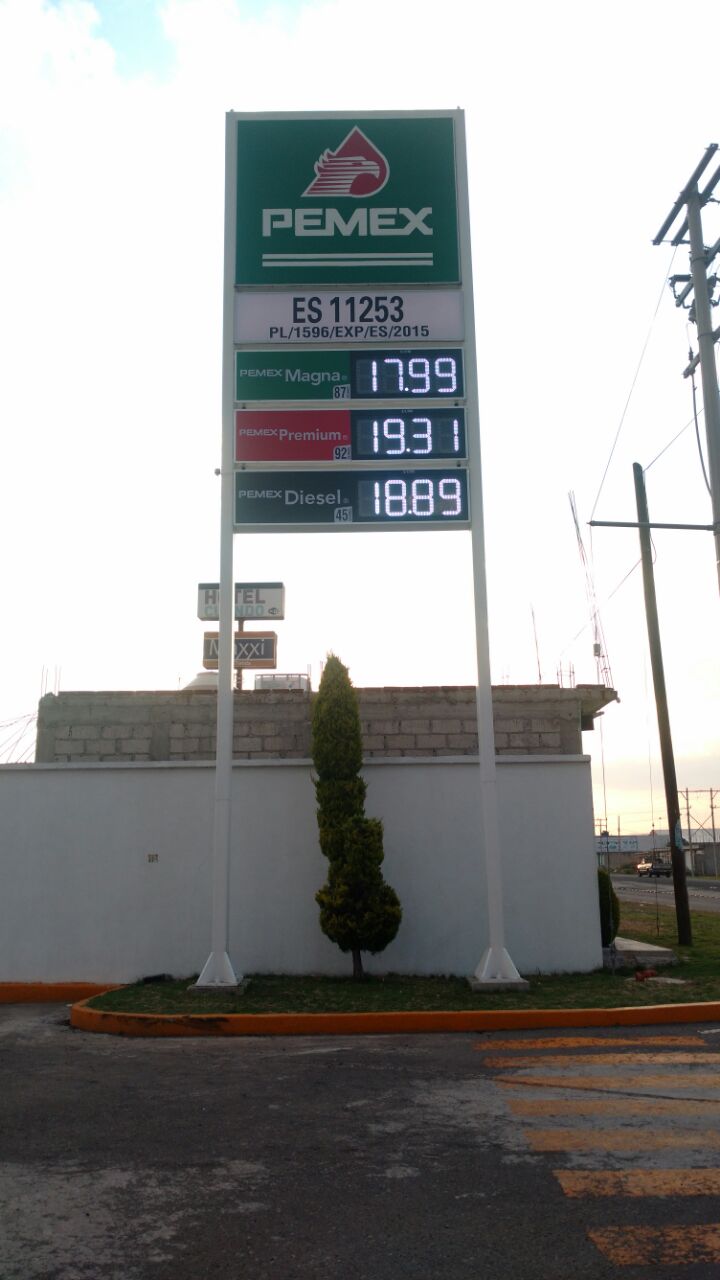 PEMEX
ES 11253
PL/1596/EXP/ES/2015
PEMEX Magna
87
17.99
PEMEX Premium
92
19.31
PEMEX Diesel
45
18.89
HOTEL
Maxxi